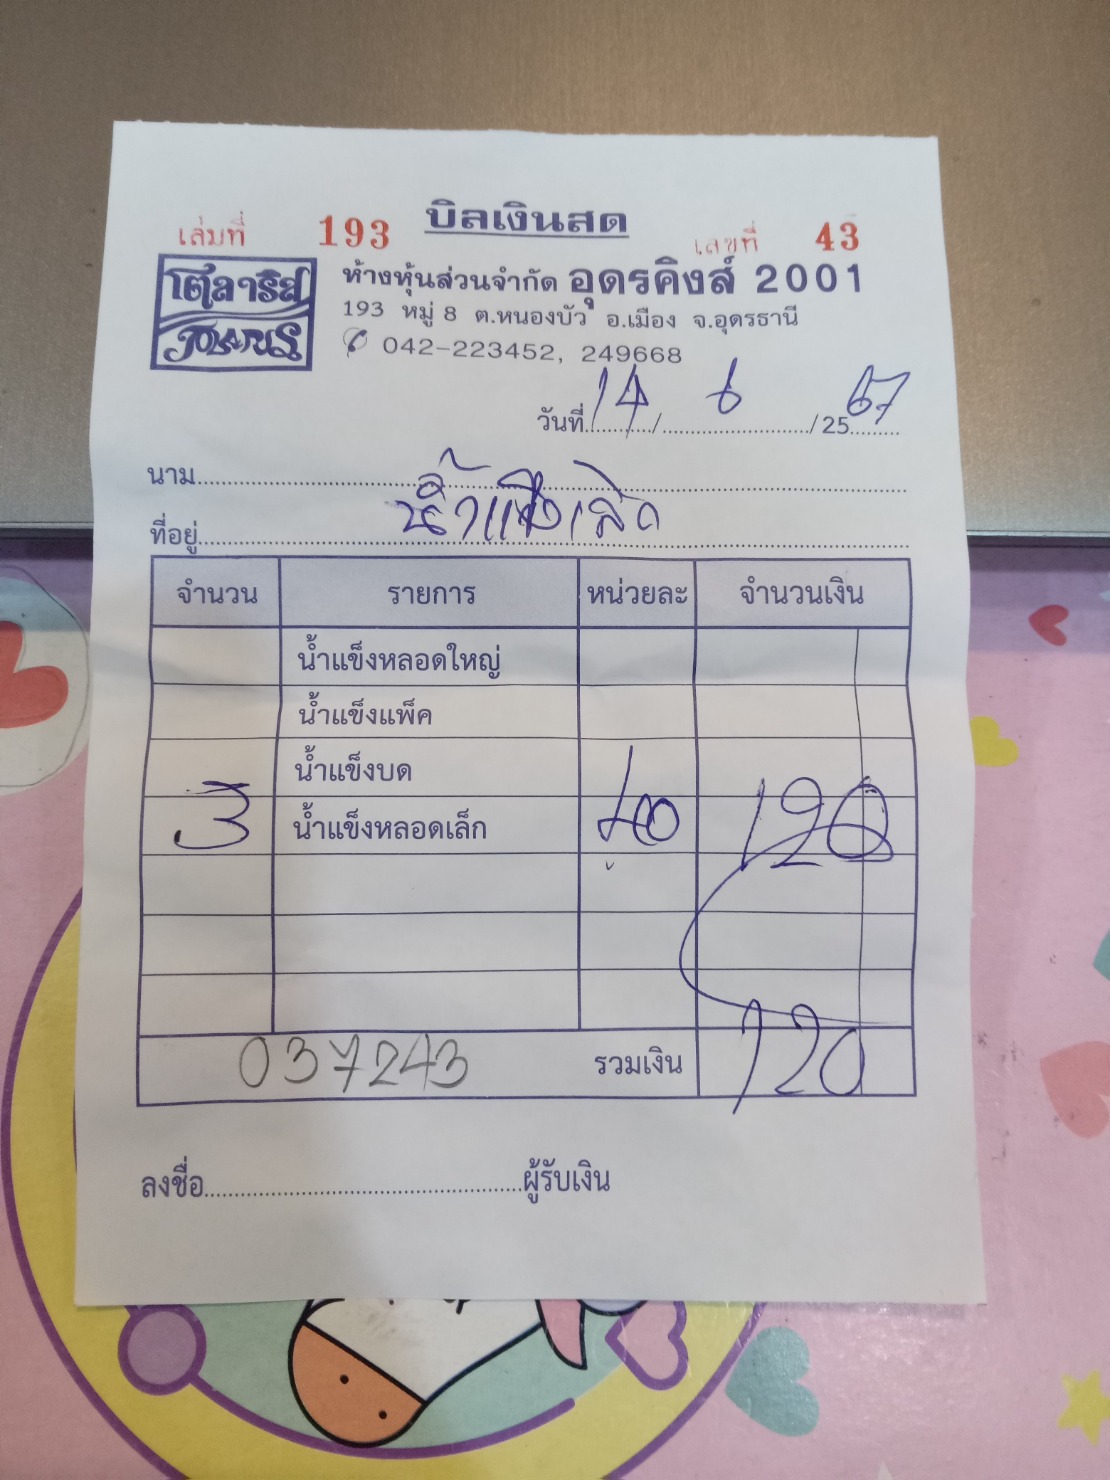 บิลเงินสด
เล่มที่ 193 เลขที่ 43
โตลาริส
POLARIS
ห้างหุ้นส่วนจำกัด อุดรคิงส์ 2001
193 หมู่ 8 ต.หนองบัว อ.เมือง จ.อุดรธานี
042-223452, 249668
วันที่ 14 / 6 / 2567
นาม
น้ำแข็ง
ที่อยู่
จำนวน รายการ หน่วยละ จำนวนเงิน
น้ำแข็งหลอดใหญ่
น้ำแข็งแพ็ค
น้ำแข็งบด
3 น้ำแข็งหลอดเล็ก 40 120
037243 รวมเงิน 120
ลงชื่อ ผู้รับเงิน